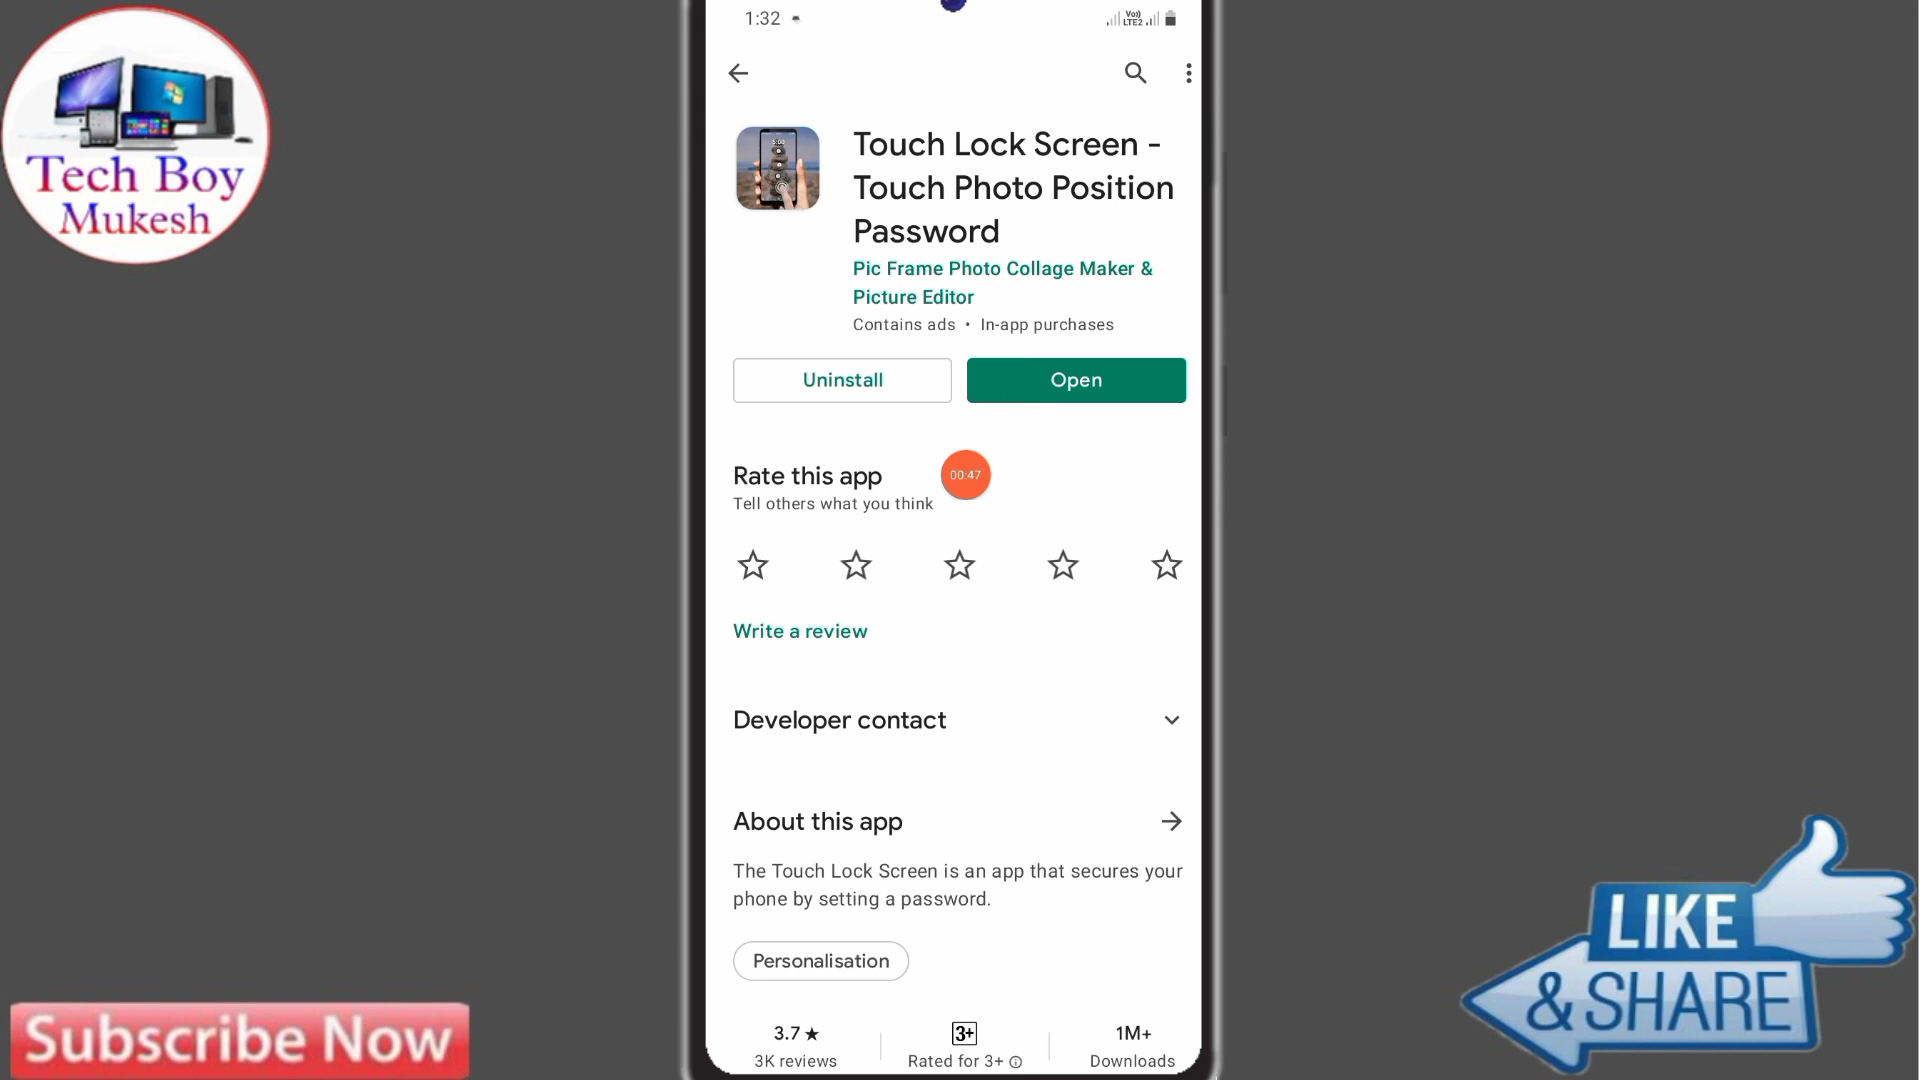 Tech Boy
Mukesh
1:32
Vo))
LTE2
Touch Lock Screen -
Touch Photo Position
Password
Pic Frame Photo Collage Maker &
Picture Editor
Contains ads • In-app purchases
Uninstall
Open
Rate this app
00:47
Tell others what you think
Write a review
Developer contact
About this app
The Touch Lock Screen is an app that secures your
phone by setting a password.
Personalisation
3.7★
3+
1M+
3K reviews
Rated for 3+
Downloads
Subscribe Now
LIKE
& SHARE